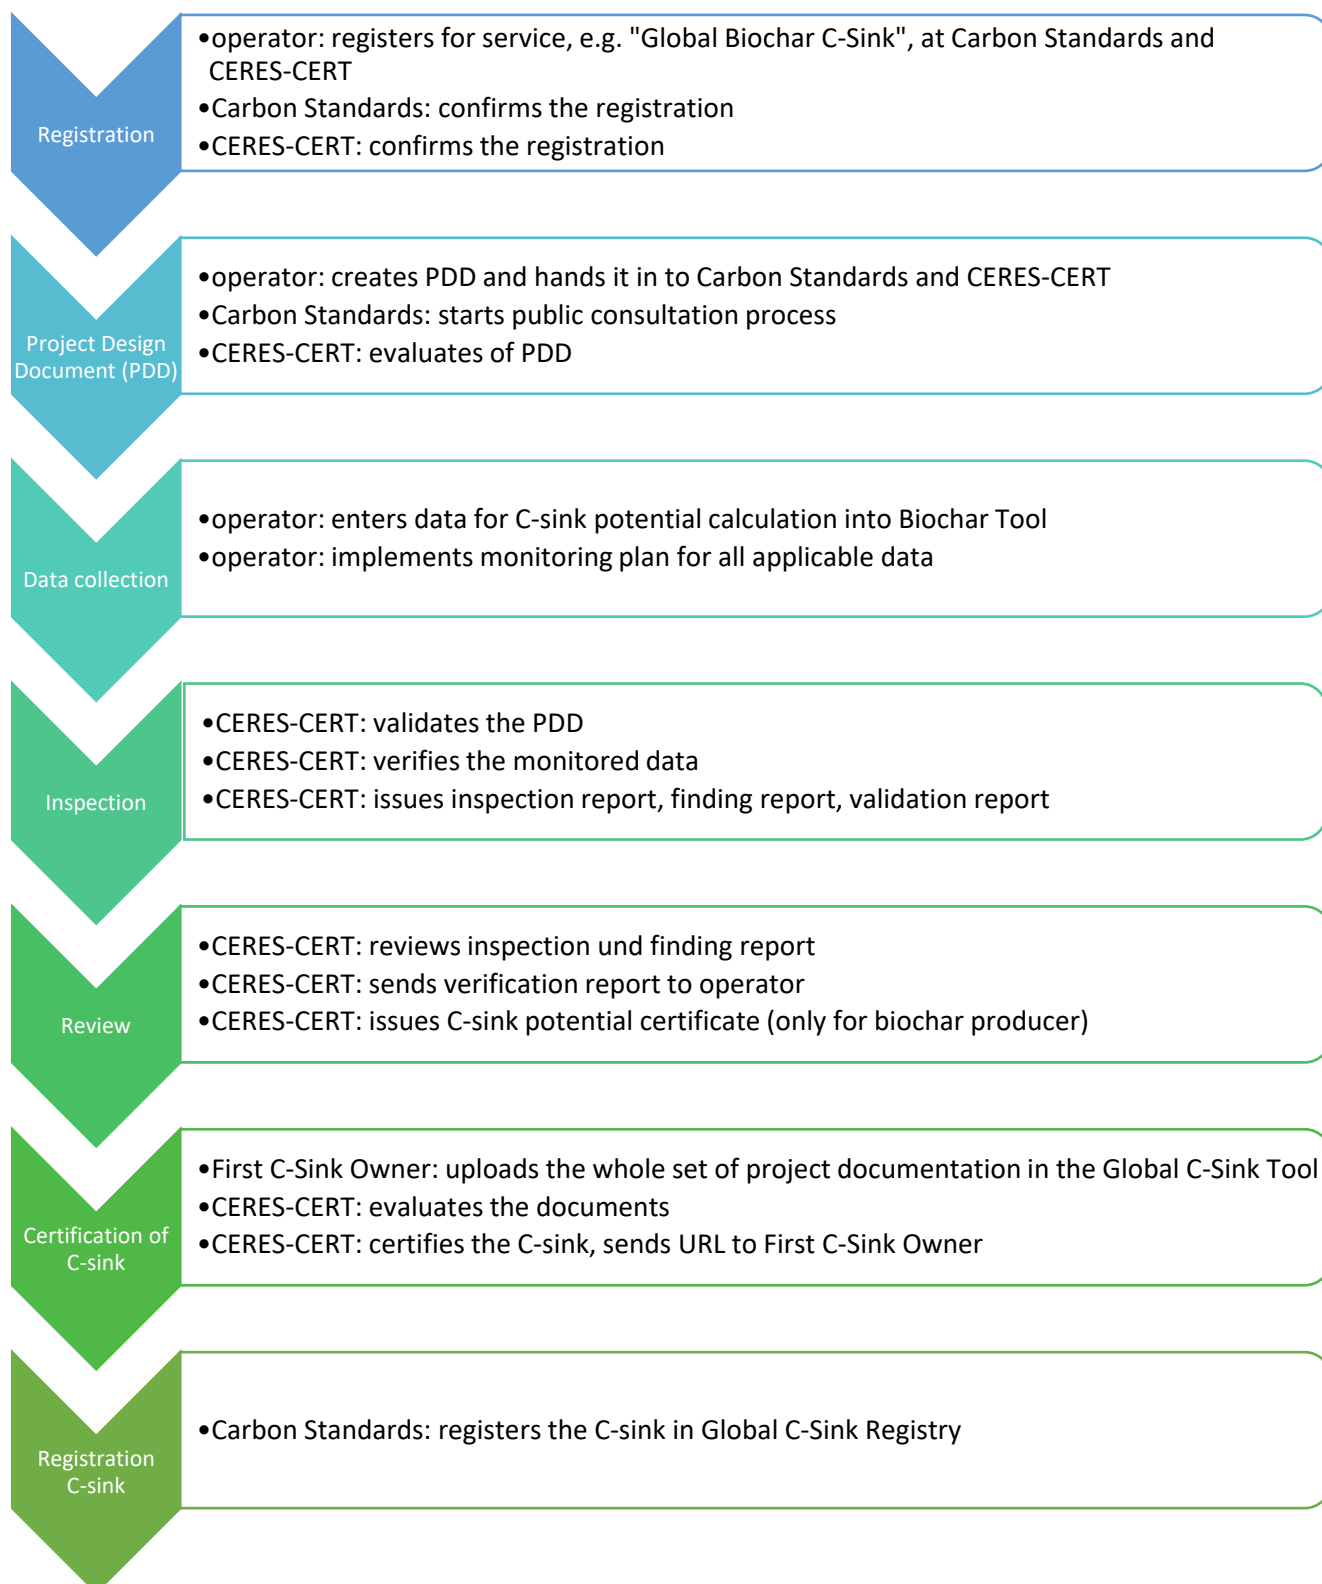 Registration
•operator: registers for service, e.g. "Global Biochar C-Sink", at Carbon Standards and
CERES-CERT
•Carbon Standards: confirms the registration
•CERES-CERT: confirms the registration
Project Design
Document (PDD)
•operator: creates PDD and hands it in to Carbon Standards and CERES-CERT
•Carbon Standards: starts public consultation process
•CERES-CERT: evaluates of PDD
Data collection
•operator: enters data for C-sink potential calculation into Biochar Tool
•operator: implements monitoring plan for all applicable data
Inspection
•CERES-CERT: validates the PDD
•CERES-CERT: verifies the monitored data
•CERES-CERT: issues inspection report, finding report, validation report
Review
•CERES-CERT: reviews inspection und finding report
•CERES-CERT: sends verification report to operator
•CERES-CERT: issues C-sink potential certificate (only for biochar producer)
Certification of
C-sink
•First C-Sink Owner: uploads the whole set of project documentation in the Global C-Sink Tool
•CERES-CERT: evaluates the documents
•CERES-CERT: certifies the C-sink, sends URL to First C-Sink Owner
Registration
C-sink
•Carbon Standards: registers the C-sink in Global C-Sink Registry